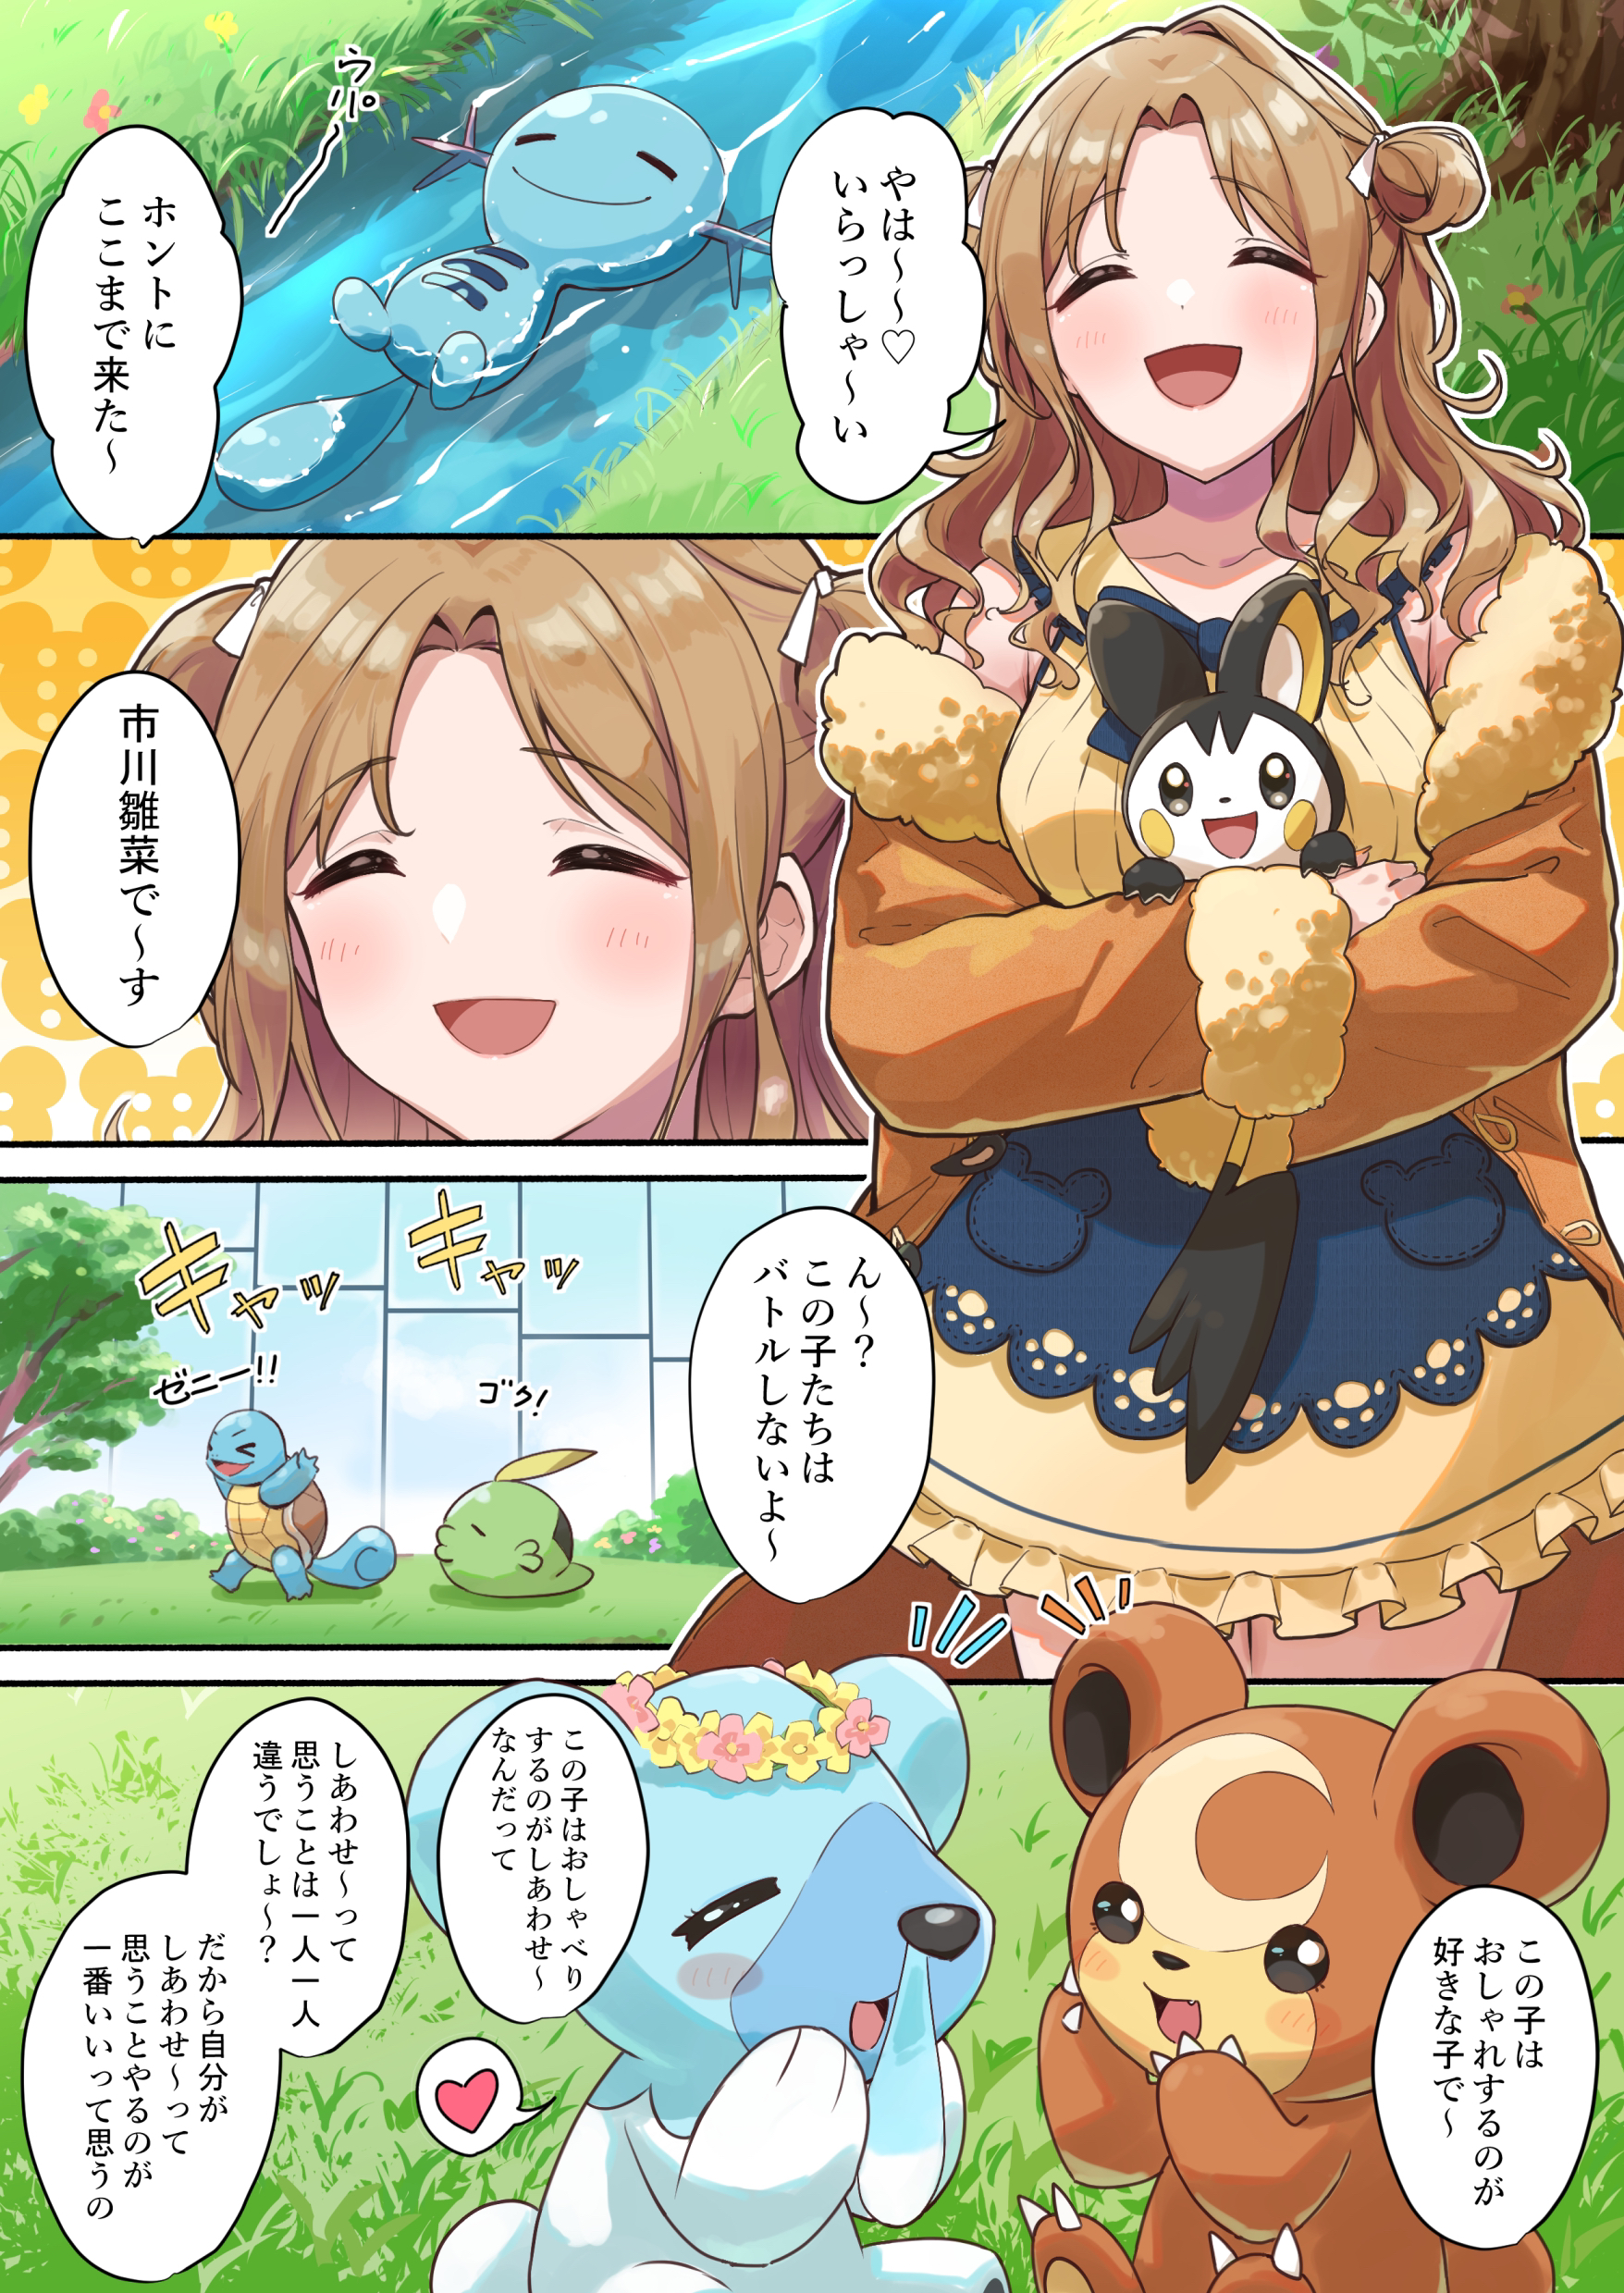 やは～～♡
いらっしゃ～い
ウパ～
ホントに
ここまで来た～
市川雛菜で～す
ん～？
この子たちは
バトルしないよ～
キャッ
キャッ
ゴク！
ゼニー!!
この子は
おしゃれするのが
好きな子で～
この子はおしゃべり
するのがしあわせ～
なんだって
しあわせ～って
思うことは一人一人
違うでしょ～？
だから自分が
しあわせ～って
思うことやるのが
一番いいって思うの